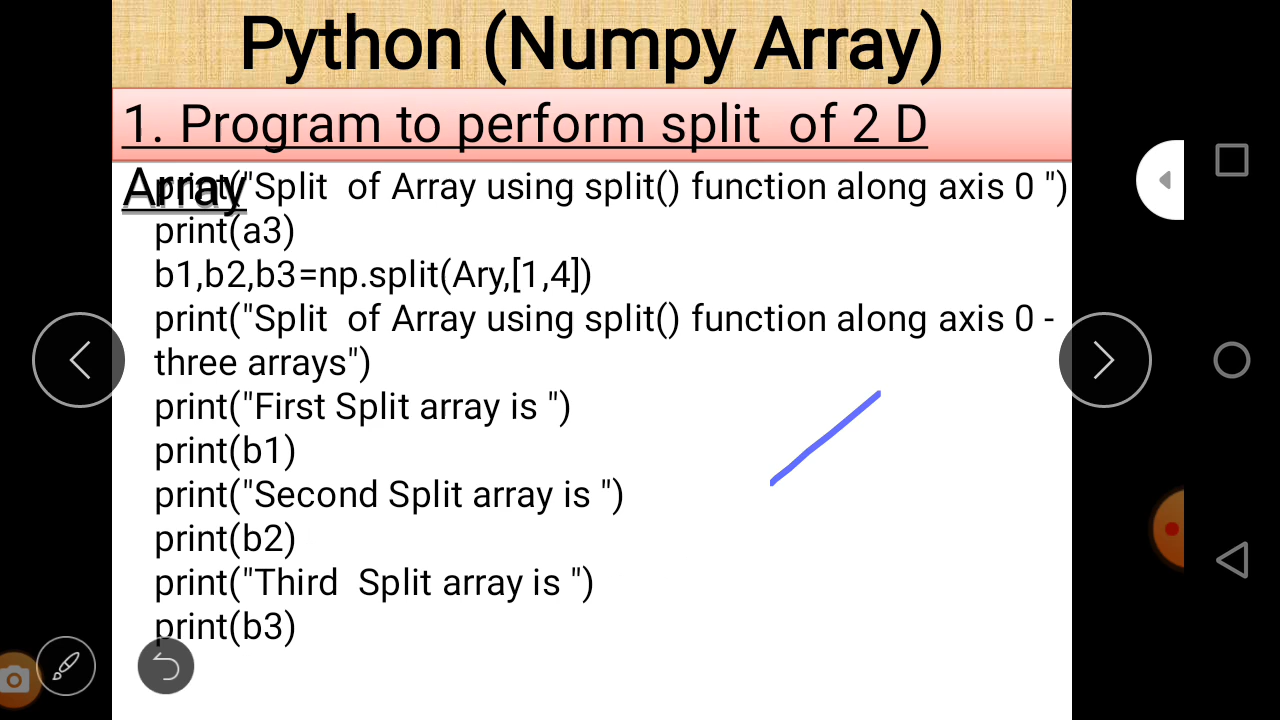 Python (Numpy Array)
1. Program to perform split  of 2 D
Array
print("Split  of Array using split() function along axis 0 ")
print(a3)
b1,b2,b3=np.split(Ary,[1,4])
print("Split  of Array using split() function along axis 0 -
three arrays")
print("First Split array is ")
print(b1)
print("Second Split array is ")
print(b2)
print("Third  Split array is ")
print(b3)